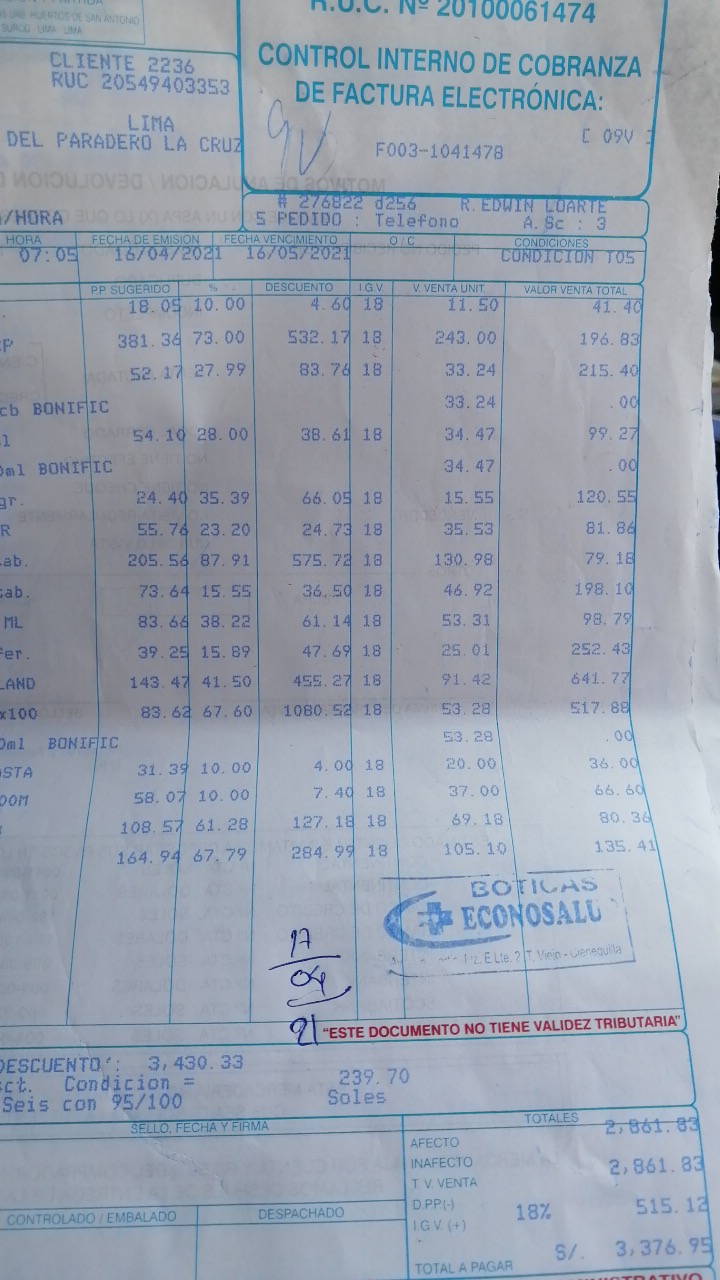 URB. HUERTOS DE SAN ANTONIO
SURCO - LIMA - LIMA
R.U.C. Nº 20100061474
CONTROL INTERNO DE COBRANZA
DE FACTURA ELECTRÓNICA:
F003-1041478
[ 09V ]
CLIENTE 2236
RUC 20549403353
LIMA
DEL PARADERO LA CRUZ
# 276822 d256 R.EDWIN LOARTE
S PEDIDO : Telefono A.Sc : 3
/HORA
HORA FECHA DE EMISION FECHA VENCIMIENTO O / C CONDICIONES
07:05 16/04/2021 16/05/2021 CONDICION T05
P.P. SUGERIDO % DESCUENTO I.G.V. V. VENTA UNIT. VALOR VENTA TOTAL
18.05 10.00 4.60 18 11.50 41.40
381.36 73.00 532.17 18 243.00 196.83
52.17 27.99 83.76 18 33.24 215.40
cb BONIFIC 33.24 .00
54.10 28.00 38.61 18 34.47 99.27
0ml BONIFIC 34.47 .00
gr. 24.40 35.39 66.05 18 15.55 120.55
R 55.76 23.20 24.73 18 35.53 81.86
ab. 205.56 87.91 575.72 18 130.98 79.18
ab. 73.64 15.55 36.50 18 46.92 198.10
ML 83.66 38.22 61.14 18 53.31 98.79
er. 39.25 15.89 47.69 18 25.01 252.43
LAND 143.47 41.50 455.27 18 91.42 641.77
x100 83.62 67.60 1080.52 18 53.28 517.88
0ml BONIFIC 53.28 .00
OSTA 31.39 10.00 4.00 18 20.00 36.00
OOM 58.07 10.00 7.40 18 37.00 66.60
108.57 61.28 127.18 18 69.18 80.36
164.94 67.79 284.99 18 105.10 135.41
BOTICAS
ECONOSALU
E Lte. 2 T. Viejo - Cieneguilla
17
04
21
"ESTE DOCUMENTO NO TIENE VALIDEZ TRIBUTARIA"
DESCUENTO : 3,430.33
ct. Condicion = 239.70
Seis con 95/100 Soles
SELLO, FECHA Y FIRMA
CONTROLADO / EMBALADO DESPACHADO
TOTALES
AFECTO 2,861.83
INAFECTO
T.V. VENTA 2,861.83
D.PP(-)
I.G.V. (+) 18% 515.12
TOTAL A PAGAR S/. 3,376.95